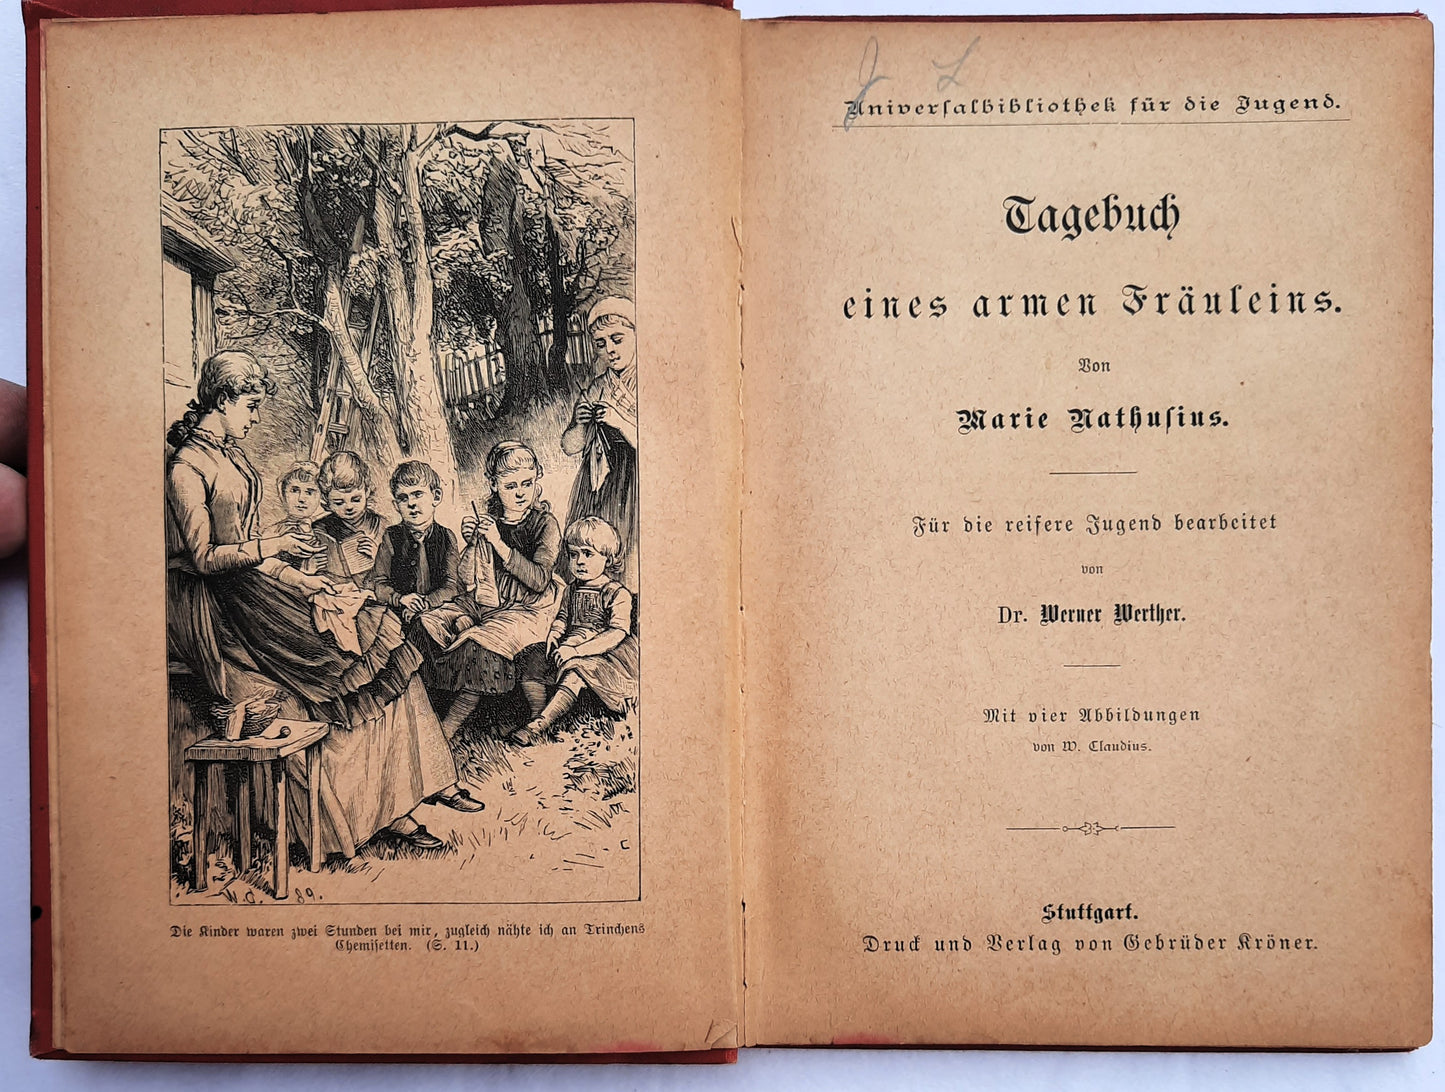 W. C. 89.
C
Die Kinder waren zwei Stunden bei mir, zugleich nähte ich an Trinchens
Chemisetten. (S. 11.)
J L
Universalbibliothek für die Jugend.
Tagebuch
eines armen Fräuleins.
Von
Marie Nathusius.
Für die reifere Jugend bearbeitet
von
Dr. Werner Werther.
Mit vier Abbildungen
von W. Claudius.
Stuttgart.
Druck und Verlag von Gebrüder Kröner.